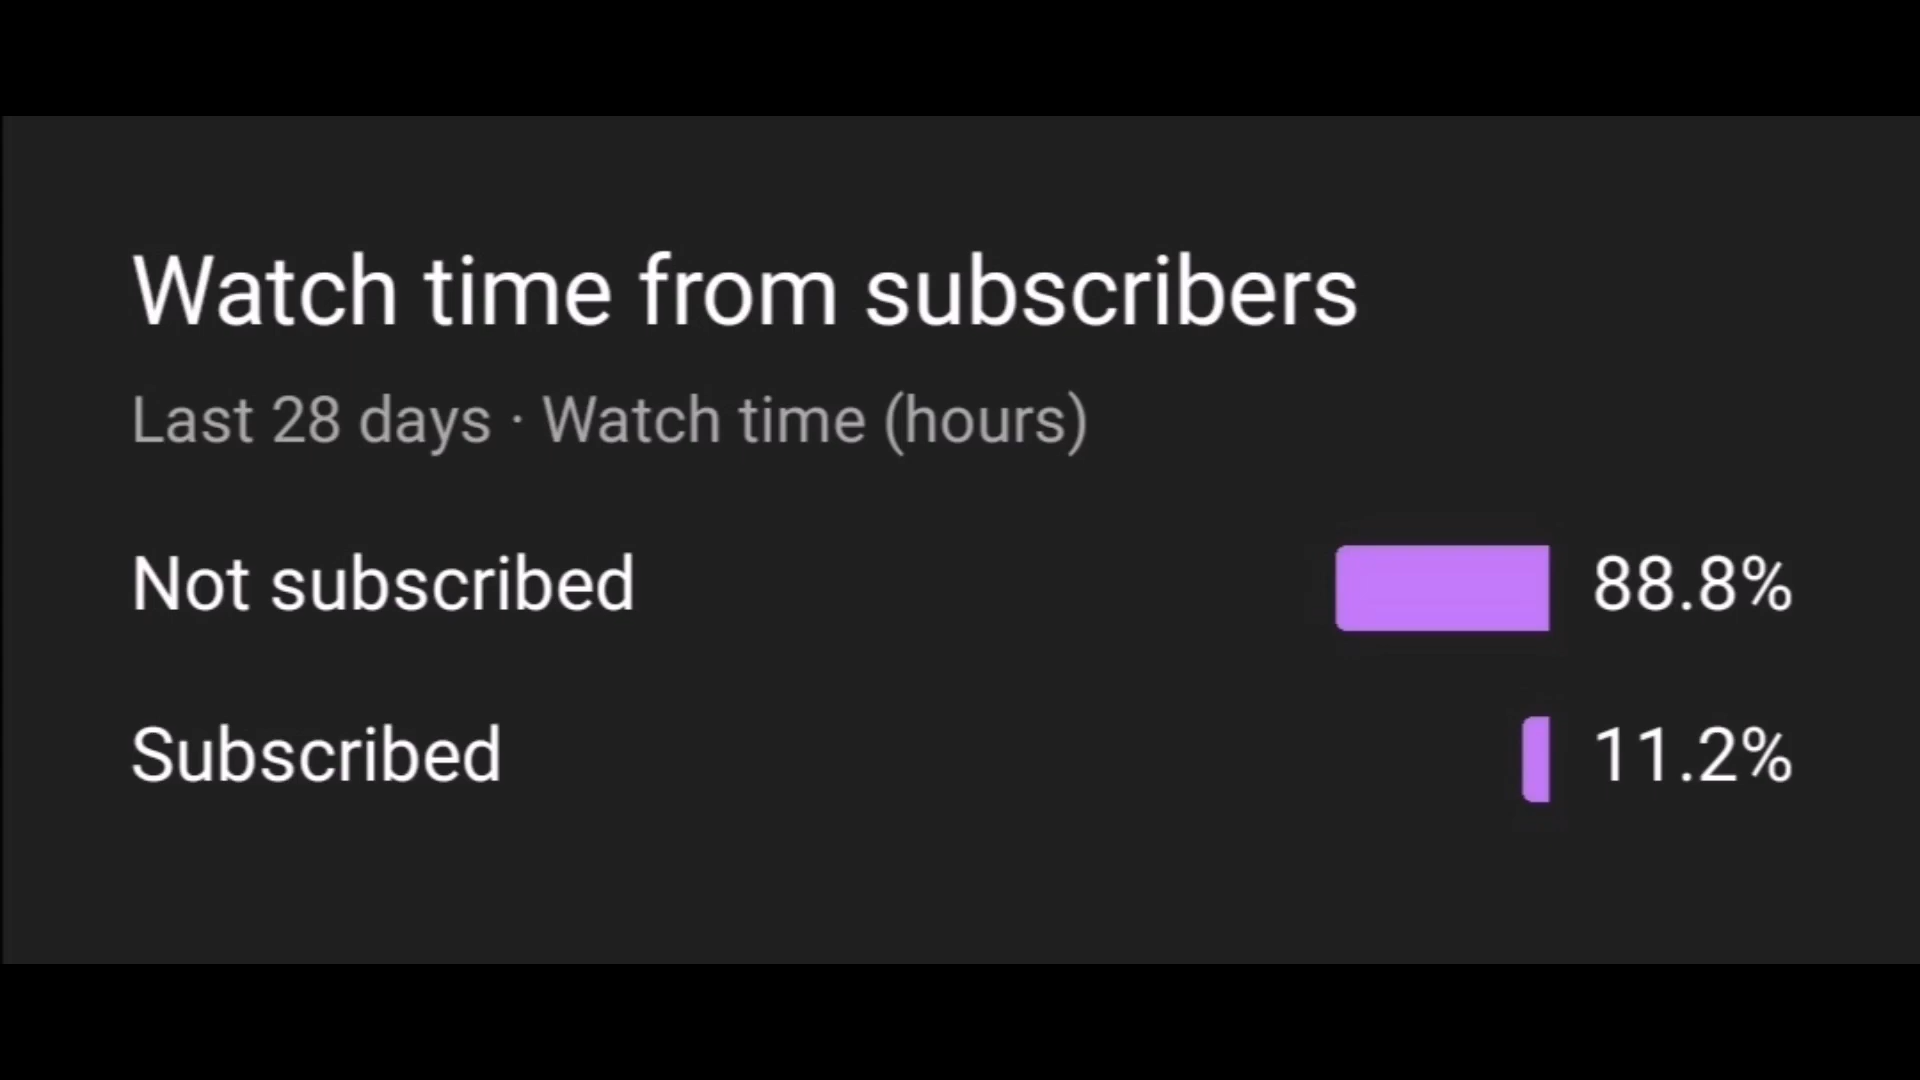 Watch time from subscribers
Last 28 days · Watch time (hours)
Not subscribed 88.8%
Subscribed 11.2%